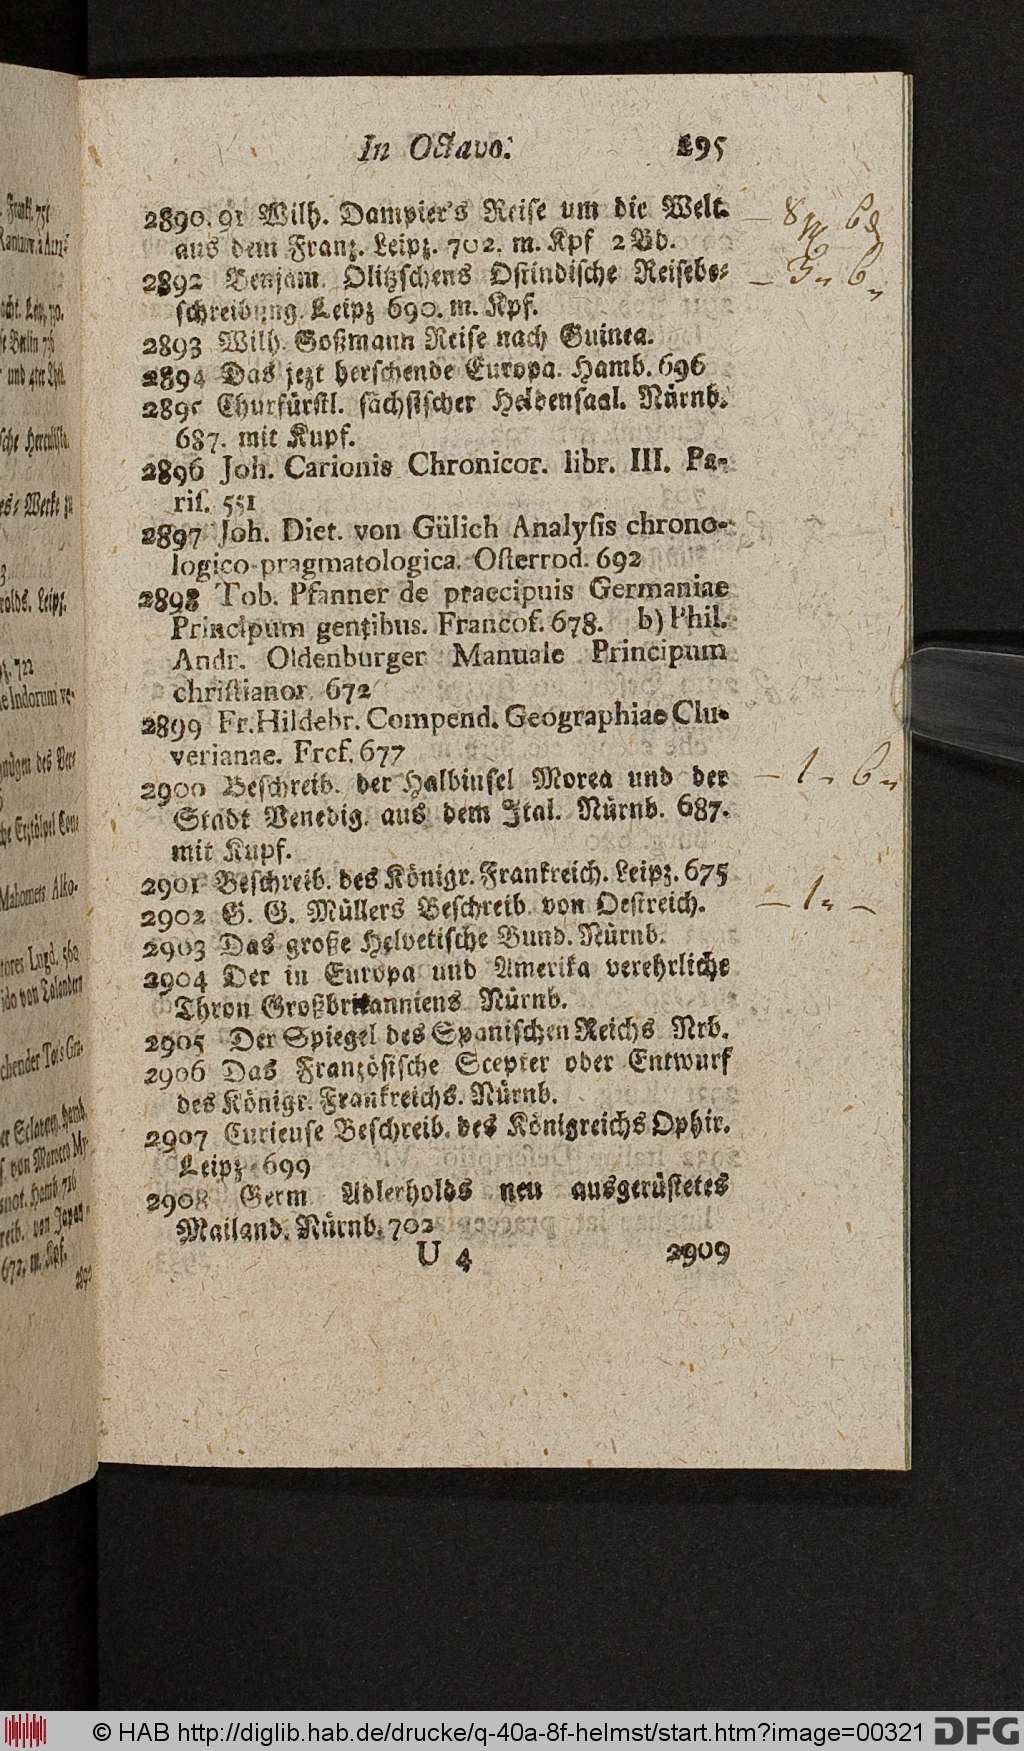 In Octavo. 295
2890. 91 Wilh. Dampier's Reise um die Welt. — 8 6
aus dem Franz. Leipz. 702. m. Kpf 2 Bd.
2892 Benjam. Olitzschens Ostindische Reisebe= — 3 „ 6 „
schreibung. Leipz 690. m. Kpf.
2893 Wilh. Boßmann Reise nach Guinea.
2894 Das jezt herschende Europa. Hamb. 696
2895 Churfürstl. sächsischer Heldensaal. Nürnb.
687. mit Kupf.
2896 Joh. Carionis Chronicor. libr. III. Pa-
riſ. 551
2897 Joh. Diet. von Gülich Analyſis chrono-
logico-pragmatologica. Oſterrod. 692
2898 Tob. Pfanner de praecipuis Germaniae
Principum gentibus. Francof. 678. b) Phil.
Andr. Oldenburger Manuale Principum
chriſtianor. 672
2899 Fr. Hildebr. Compend. Geographiae Clu-
verianae. Frcf. 677
2900 Beschreib. der Halbinsel Morea und der — 1 „ 6 „
Stadt Venedig. aus dem Ital. Nürnb. 687.
mit Kupf.
2901 Beschreib. des Königr. Frankreich. Leipz. 675
2902 G. G. Müllers Beschreib. von Oestreich. — 1 „ —
2903 Das große Helvetische Bund. Nürnb.
2904 Der in Europa und Amerika verehrliche
Thron Großbritanniens Nürnb.
2905 Der Spiegel des Spanischen Reichs Nrb.
2906 Das Französische Scepter oder Entwurf
des Königr. Frankreichs. Nürnb.
2907 Curieuse Beschreib. des Königreichs Ophir.
Leipz 699
2908 Germ Adlerholds neu ausgerüstetes
Mailand. Nürnb. 702
U 4 2909
© HAB http://diglib.hab.de/drucke/q-40a-8f-helmst/start.htm?image=00321 DFG